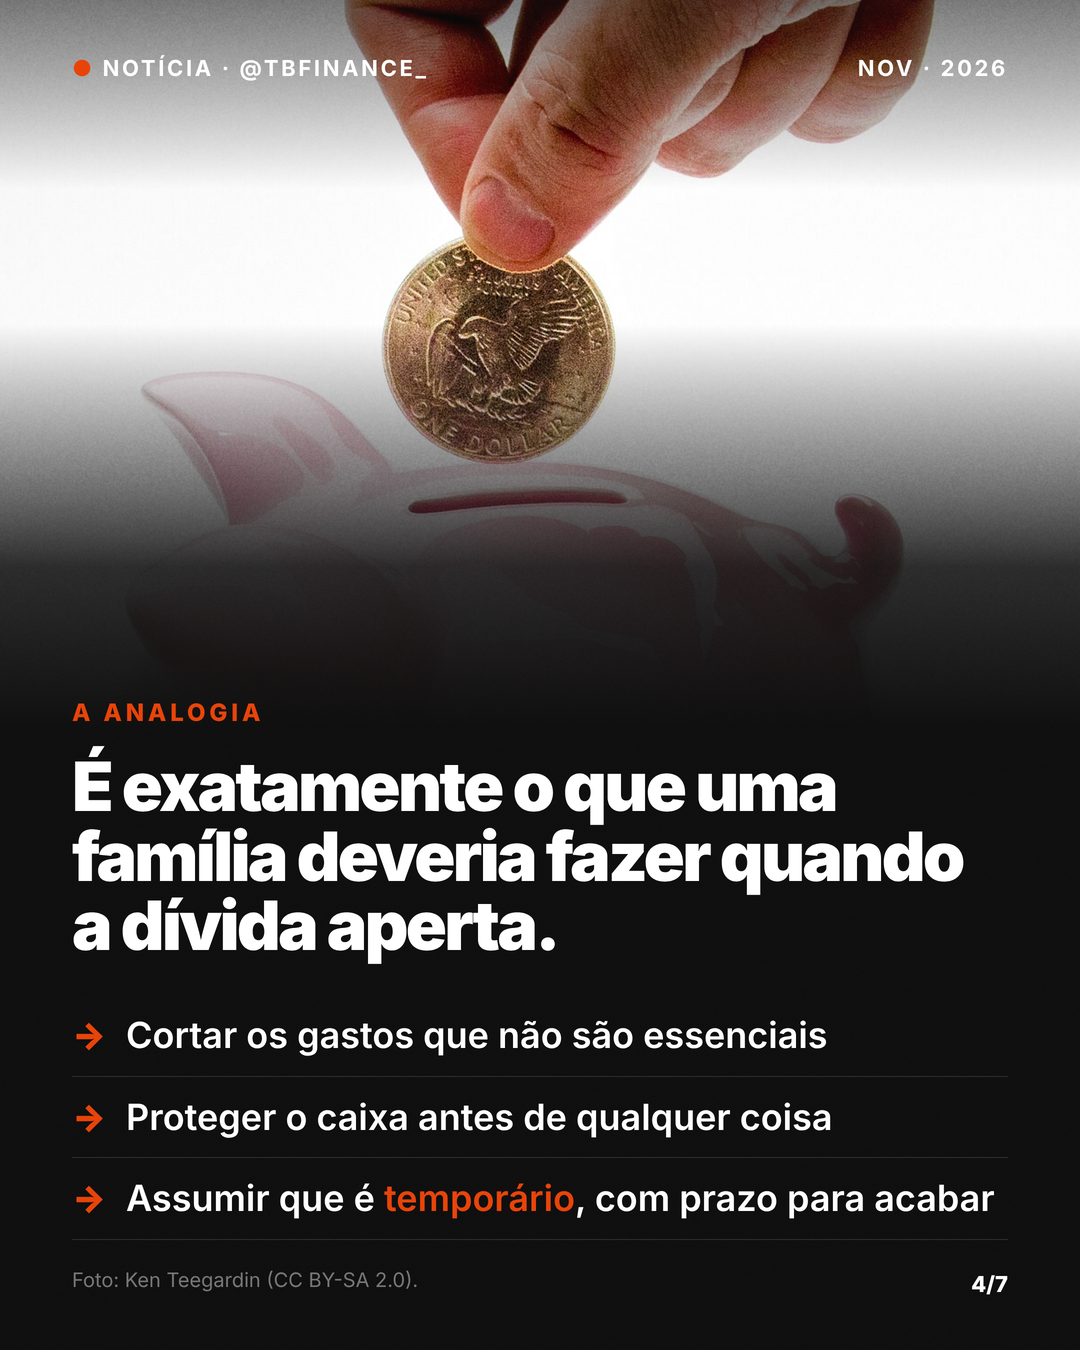 NOTÍCIA · @TBFINANCE_
NOV · 2026
UNITED STATES
AMERICA
E PLURIBUS
UNUM
ONE DOLLAR
A ANALOGIA
É exatamente o que uma
família deveria fazer quando
a dívida aperta.
→ Cortar os gastos que não são essenciais
→ Proteger o caixa antes de qualquer coisa
→ Assumir que é temporário, com prazo para acabar
Foto: Ken Teegardin (CC BY-SA 2.0).
4/7